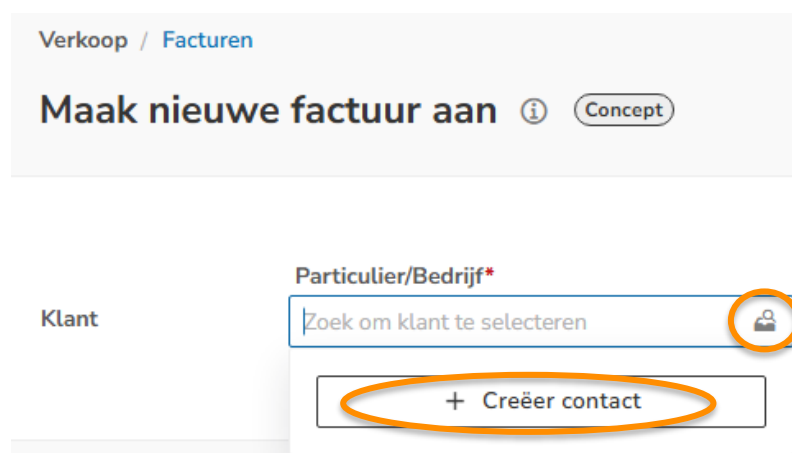 Verkoop / Facturen
Maak nieuwe factuur aan Concept
Particulier/Bedrijf*
Klant
Zoek om klant te selecteren
+ Creëer contact